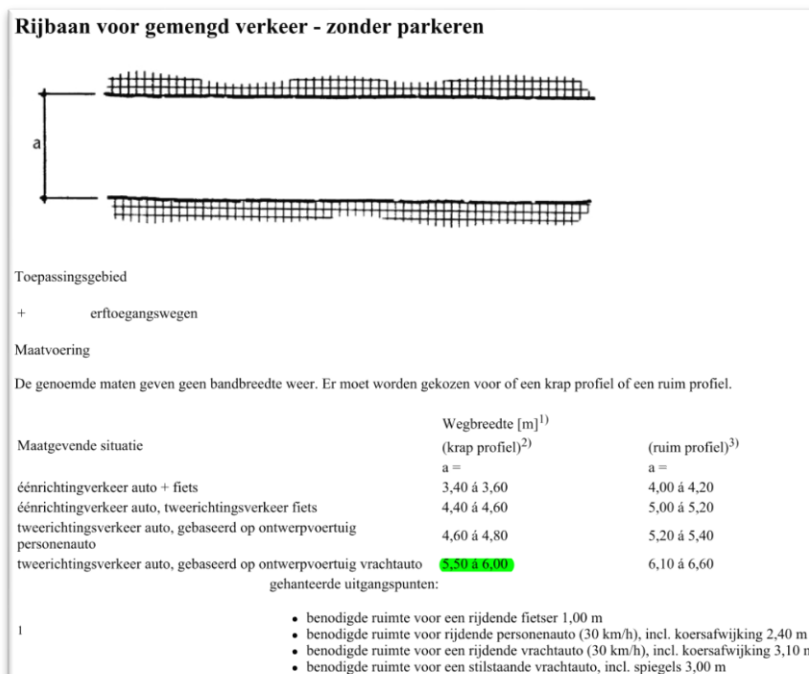 Rijbaan voor gemengd verkeer - zonder parkeren
a
Toepassingsgebied
+ erftoegangswegen
Maatvoering
De genoemde maten geven geen bandbreedte weer. Er moet worden gekozen voor of een krap profiel of een ruim profiel.
Wegbreedte [m]1)
Maatgevende situatie (krap profiel)2) (ruim profiel)3)
a = a =
éénrichtingverkeer auto + fiets 3,40 á 3,60 4,00 á 4,20
éénrichtingverkeer auto, tweerichtingsverkeer fiets 4,40 á 4,60 5,00 á 5,20
tweerichtingsverkeer auto, gebaseerd op ontwerpvoertuig
personenauto 4,60 á 4,80 5,20 á 5,40
tweerichtingsverkeer auto, gebaseerd op ontwerpvoertuig vrachtauto 5,50 á 6,00 6,10 á 6,60
gehanteerde uitgangspunten:
1
• benodigde ruimte voor een rijdende fietser 1,00 m
• benodigde ruimte voor rijdende personenauto (30 km/h), incl. koersafwijking 2,40 m
• benodigde ruimte voor een rijdende vrachtauto (30 km/h), incl. koersafwijking 3,10 m
• benodigde ruimte voor een stilstaande vrachtauto, incl. spiegels 3,00 m